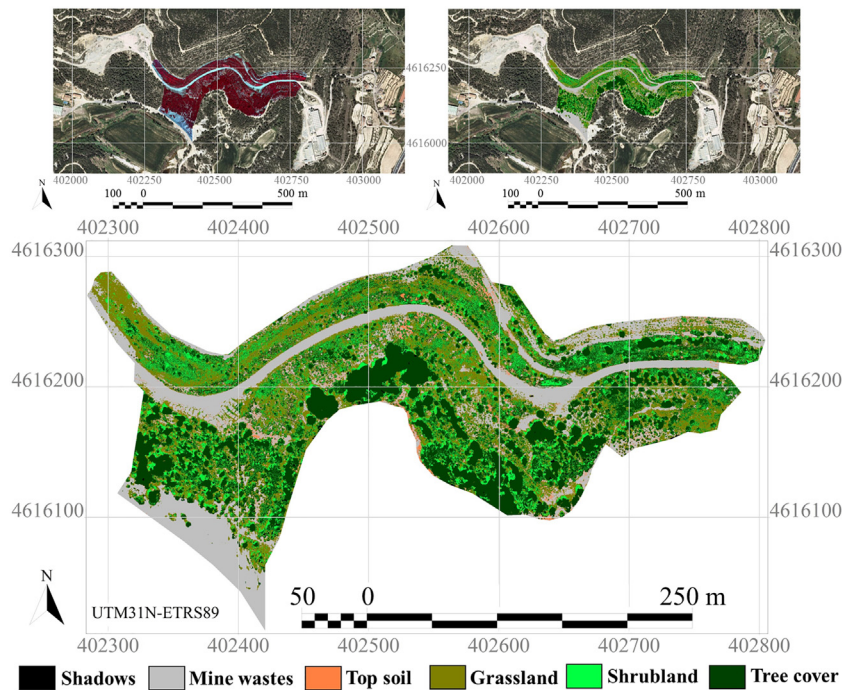 4616250
4616000
402000 402250 402500 402750 403000
402000 402250 402500 402750 403000
N
100 0 500 m
N
100 0 500 m
402300 402400 402500 402600 402700 402800
4616300 4616300
4616200 4616200
4616100 4616100
N
UTM31N-ETRS89
50 0 250 m
402300 402400 402500 402600 402700 402800
Shadows Mine wastes Top soil Grassland Shrubland Tree cover